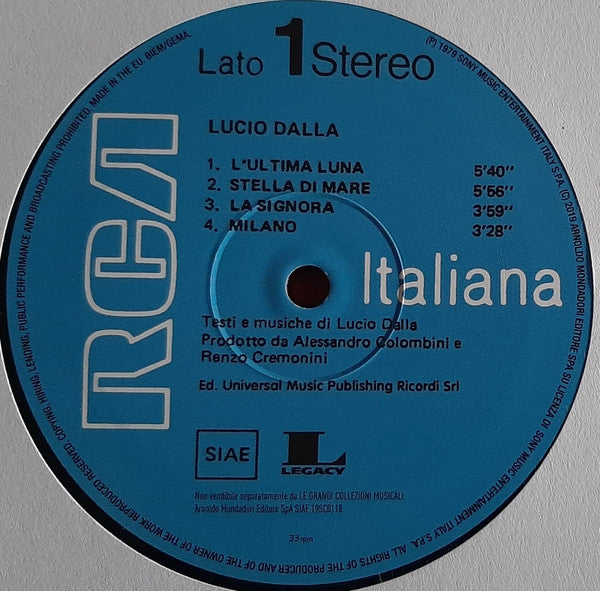 Lato 1 Stereo
LUCIO DALLA
1. L'ULTIMA LUNA 5'40"
2. STELLA DI MARE 5'56"
3. LA SIGNORA 3'59"
4. MILANO 3'28"
RCA
Italiana
Testi e musiche di Lucio Dalla
Prodotto da Alessandro Colombini e
Renzo Cremonini
Ed. Universal Music Publishing Ricordi Srl
SIAE
L
LEGACY
Non vendibile separatamente da LE GRANDI COLLEZIONI MUSICALI
Arnoldo Mondadori Editore SpA SIAE 19SC0118
33 rpm
(P) 1979 SONY MUSIC ENTERTAINMENT ITALY S.P.A. (C) 2019 ARNOLDO MONDADORI EDITORE SPA SU LICENZA DI SONY MUSIC ENTERTAINMENT ITALY S.P.A. ALL RIGHTS OF THE PRODUCER AND OF THE OWNER OF THE WORK REPRODUCED RESERVED. COPYING, HIRING, LENDING, PUBLIC PERFORMANCE AND BROADCASTING PROHIBITED. MADE IN THE EU. BIEM/GEMA.